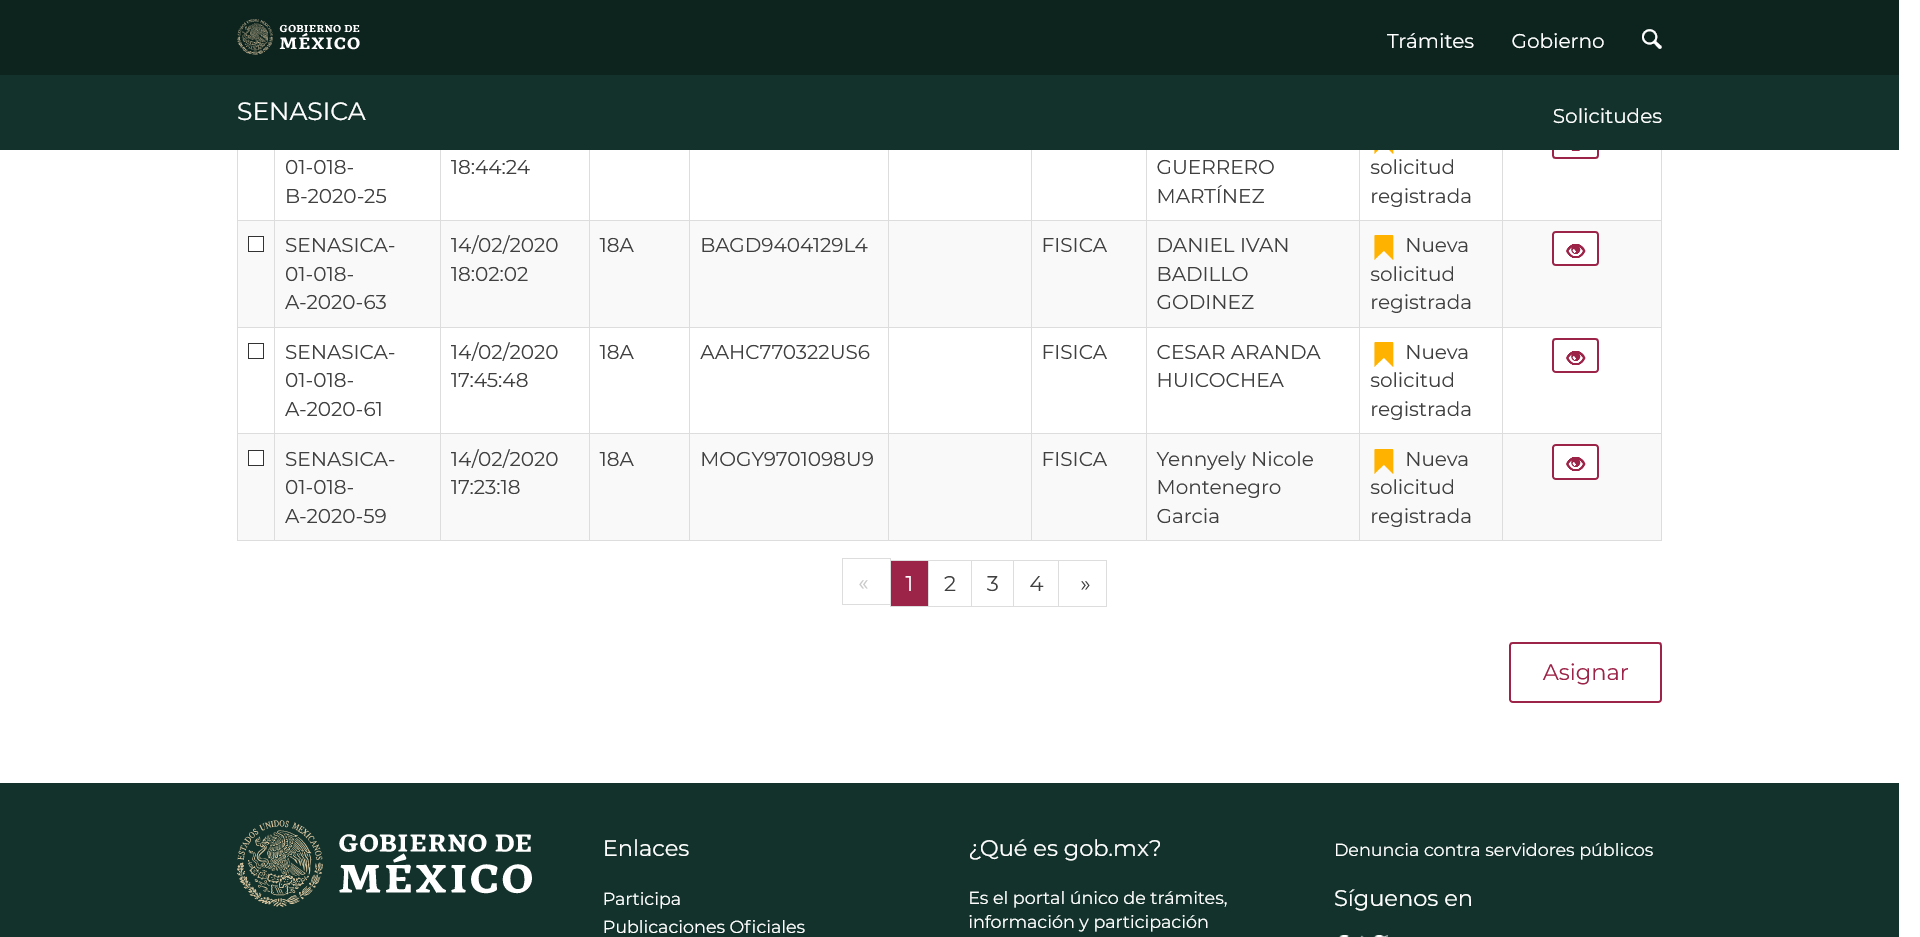 GOBIERNO DE
MÉXICO
Trámites
Gobierno
SENASICA
Solicitudes
01-018-
B-2020-25
18:44:24
GUERRERO
MARTÍNEZ
solicitud
registrada
SENASICA-
01-018-
A-2020-63
14/02/2020
18:02:02
18A
BAGD9404129L4
FISICA
DANIEL IVAN
BADILLO
GODINEZ
Nueva
solicitud
registrada
SENASICA-
01-018-
A-2020-61
14/02/2020
17:45:48
18A
AAHC770322US6
FISICA
CESAR ARANDA
HUICOCHEA
Nueva
solicitud
registrada
SENASICA-
01-018-
A-2020-59
14/02/2020
17:23:18
18A
MOGY9701098U9
FISICA
Yennyely Nicole
Montenegro
Garcia
Nueva
solicitud
registrada
« 1 2 3 4 »
Asignar
ESTADOS UNIDOS MEXICANOS
GOBIERNO DE
MÉXICO
Enlaces
Participa
Publicaciones Oficiales
¿Qué es gob.mx?
Es el portal único de trámites,
información y participación
Denuncia contra servidores públicos
Síguenos en